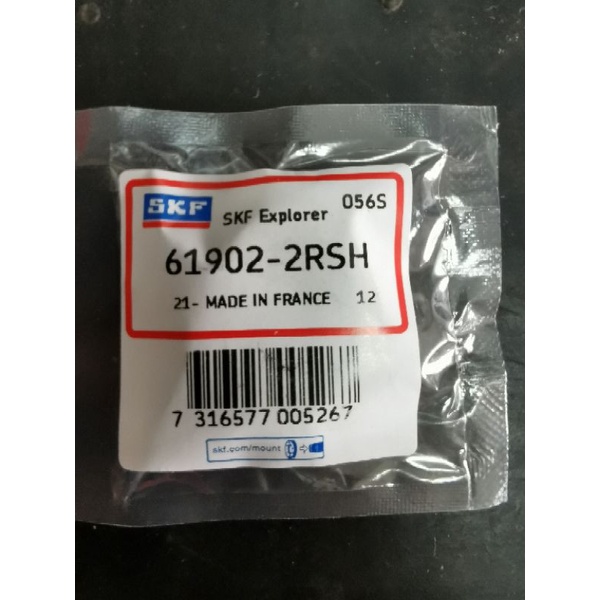 SKF SKF Explorer 056S
61902-2RSH
21- MADE IN FRANCE 12
7 316577 005267
skf.com/mount